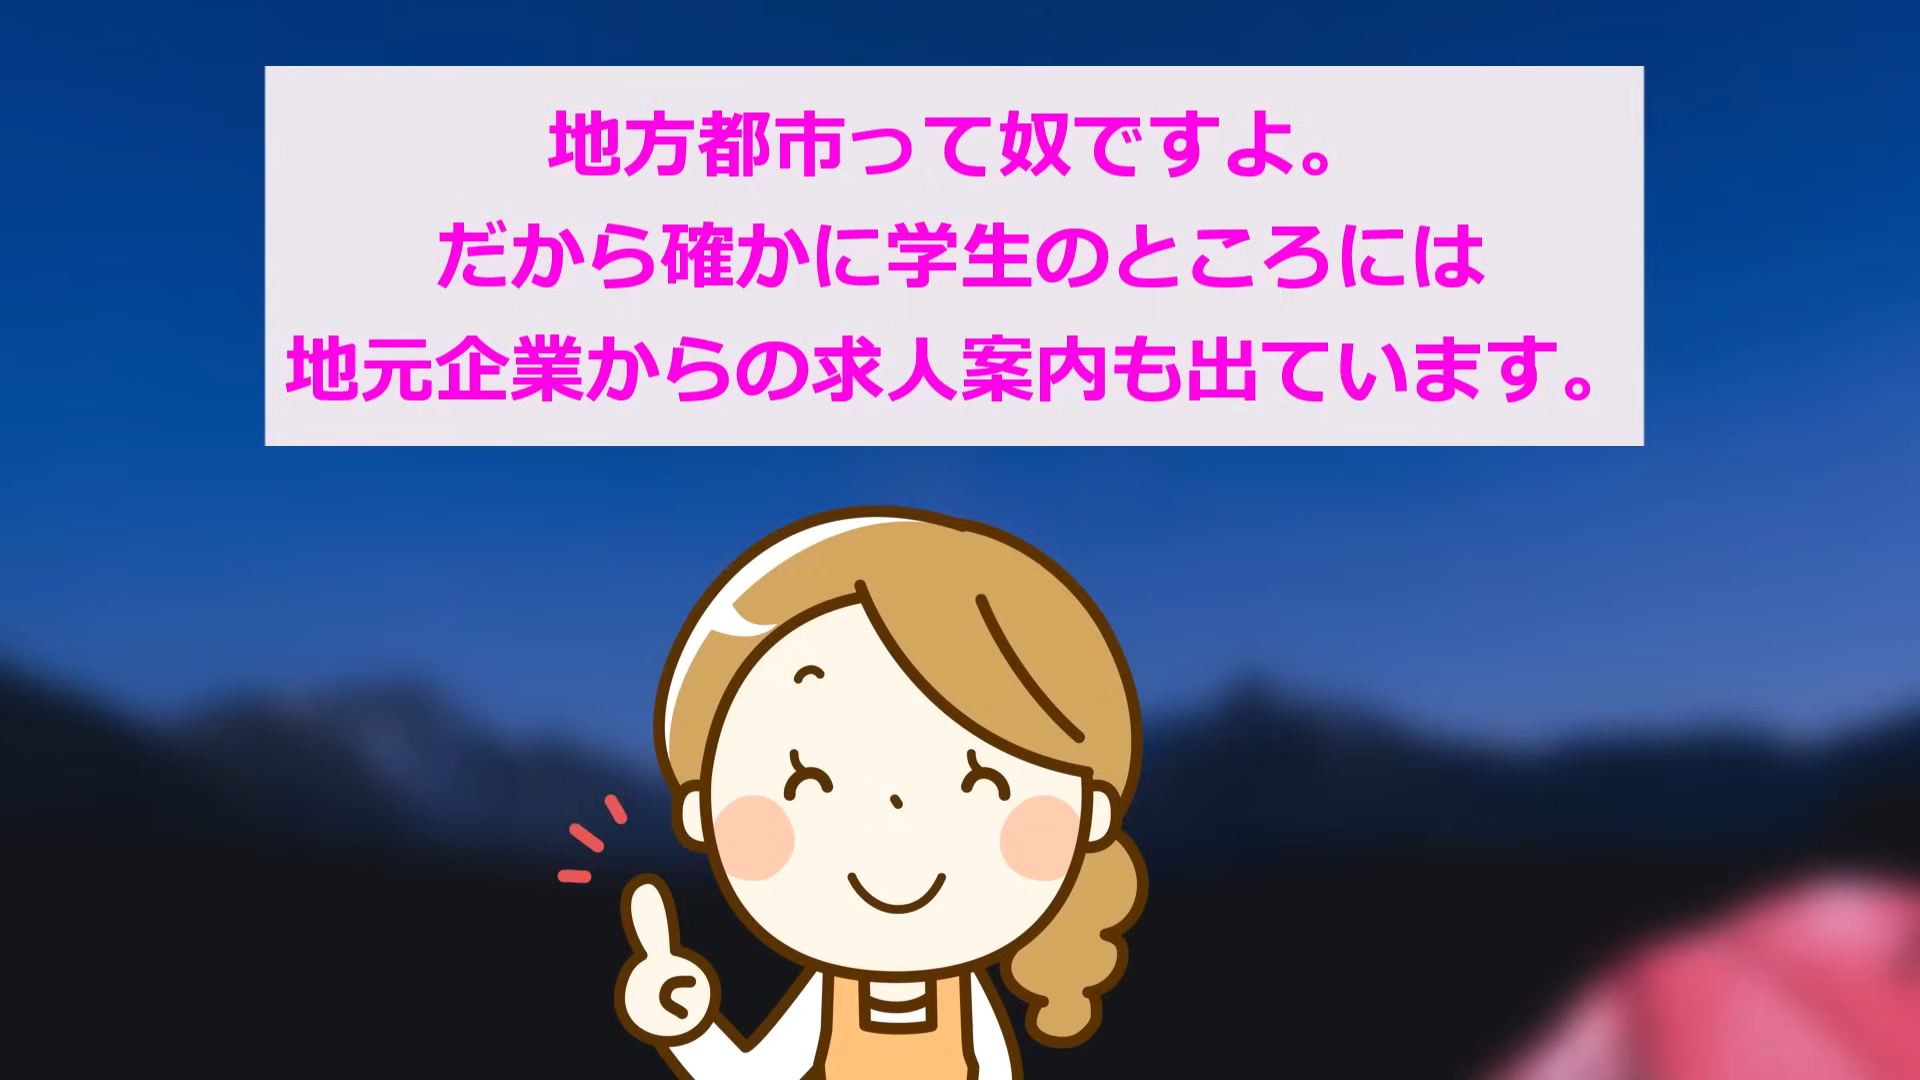 地方都市って奴ですよ。
だから確かに学生のところには
地元企業からの求人案内も出ています。